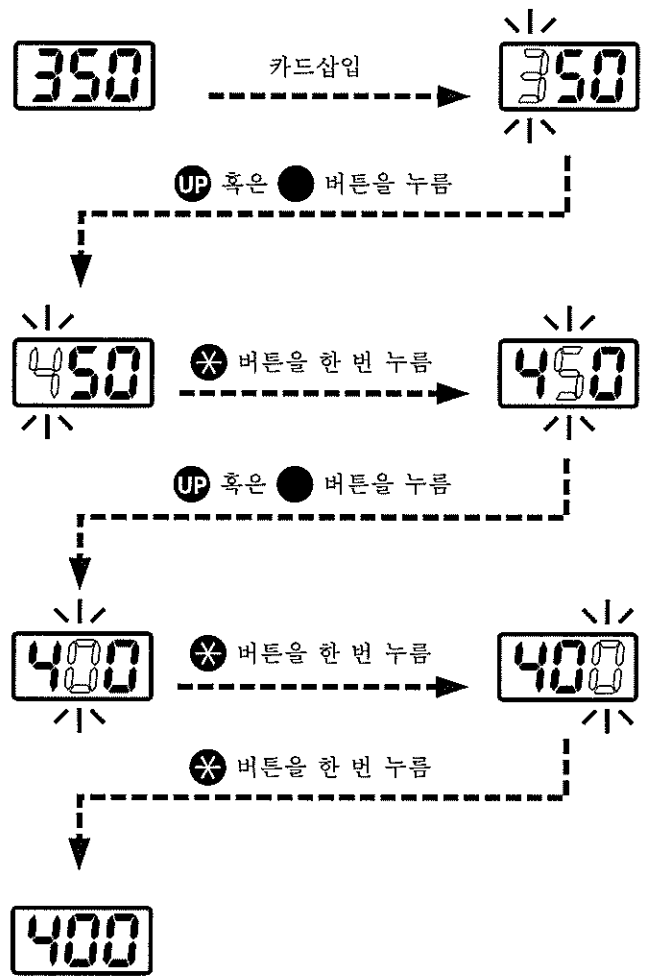 350 카드삽입 350
UP 혹은 버튼을 누름
450 버튼을 한 번 누름 450
UP 혹은 버튼을 누름
400 버튼을 한 번 누름 400
버튼을 한 번 누름
400